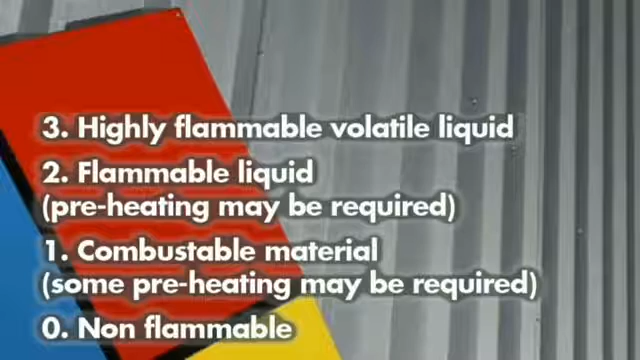 3. Highly flammable volatile liquid
2. Flammable liquid
(pre-heating may be required)
1. Combustable material
(some pre-heating may be required)
0. Non flammable